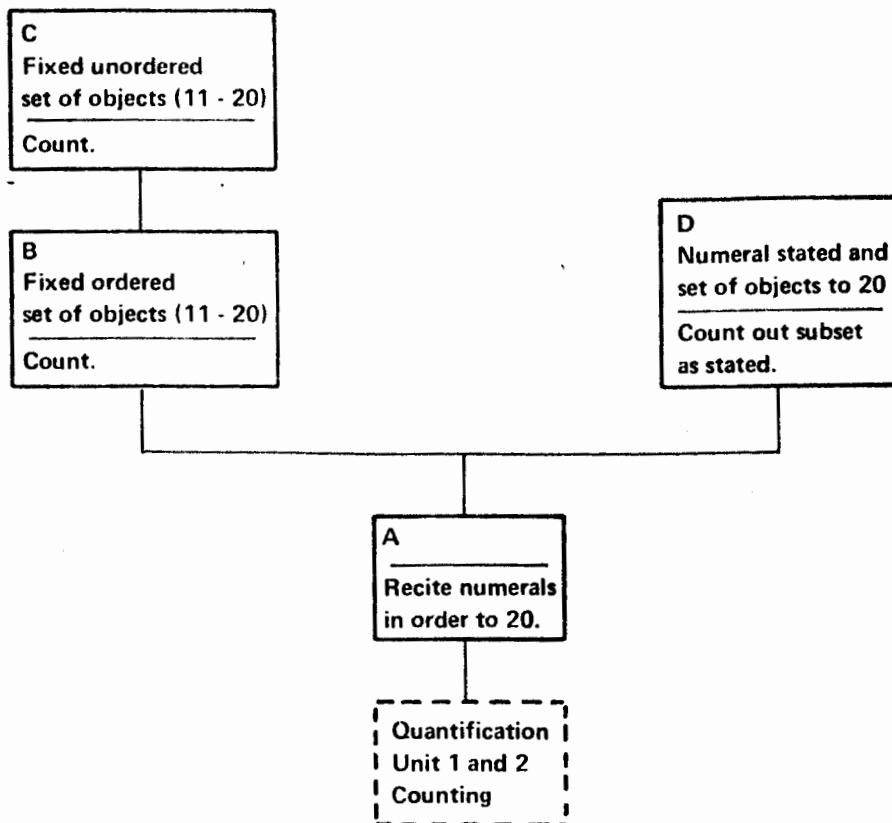 C
Fixed unordered
set of objects (11 - 20)
Count.
B
Fixed ordered
set of objects (11 - 20)
Count.
D
Numeral stated and
set of objects to 20
Count out subset
as stated.
A
Recite numerals
in order to 20.
Quantification
Unit 1 and 2
Counting